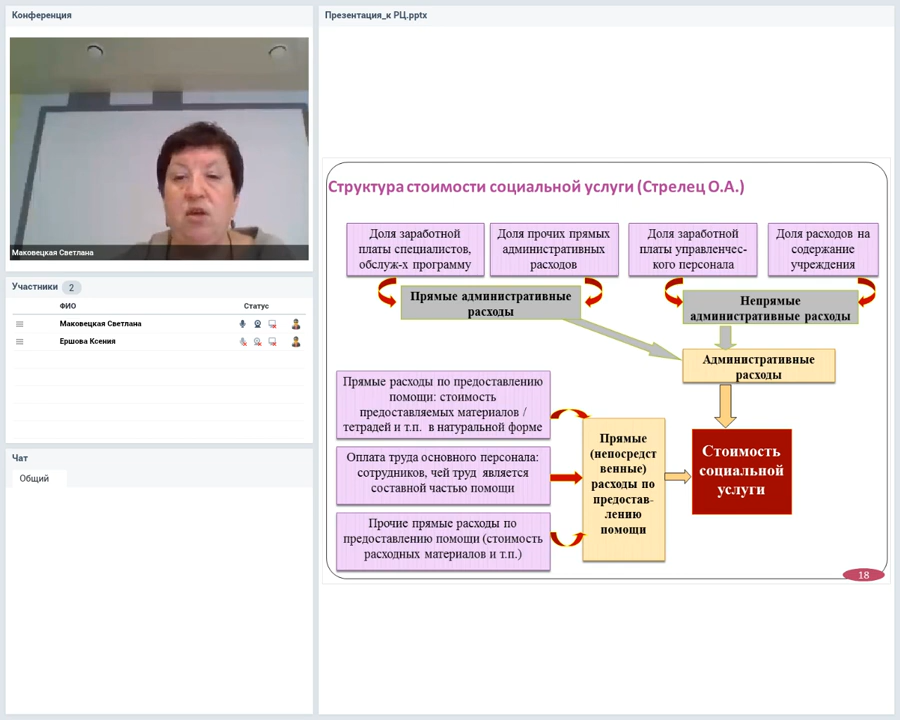 Конференция
Маковецкая Светлана
Участники 2
ФИО Статус
Маковецкая Светлана
Ершова Ксения
Чат
Общий
Презентация_к РЦ.pptx
Структура стоимости социальной услуги (Стрелец О.А.)
Доля заработной
платы специалистов,
обслуж-х программу
Доля прочих прямых
административных
расходов
Доля заработной
платы управленчес-
кого персонала
Доля расходов на
содержание
учреждения
Прямые административные
расходы
Непрямые
административные расходы
Административные
расходы
Прямые расходы по предоставлению
помощи: стоимость
предоставляемых материалов /
тетрадей и т.п. в натуральной форме
Оплата труда основного персонала:
сотрудников, чей труд является
составной частью помощи
Прочие прямые расходы по
предоставлению помощи (стоимость
расходных материалов и т.п.)
Прямые
(непосредст
венные)
расходы по
предостав-
лению
помощи
Стоимость
социальной
услуги
18